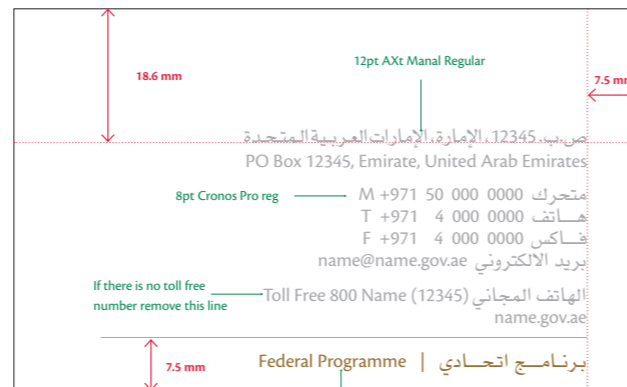 12pt AXt Manal Regular
18.6 mm
7.5 mm
ص.ب. 12345، الإمارة، الإمارات العربية المتحدة
PO Box 12345, Emirate, United Arab Emirates
8pt Cronos Pro reg
متحرك M +971 50 000 0000
هاتف T +971 4 000 0000
فاكس F +971 4 000 0000
بريد الالكتروني name@name.gov.ae
If there is no toll free
number remove this line
الهاتف المجاني Toll Free 800 Name (12345)
name.gov.ae
7.5 mm
برنامج اتحادي | Federal Programme